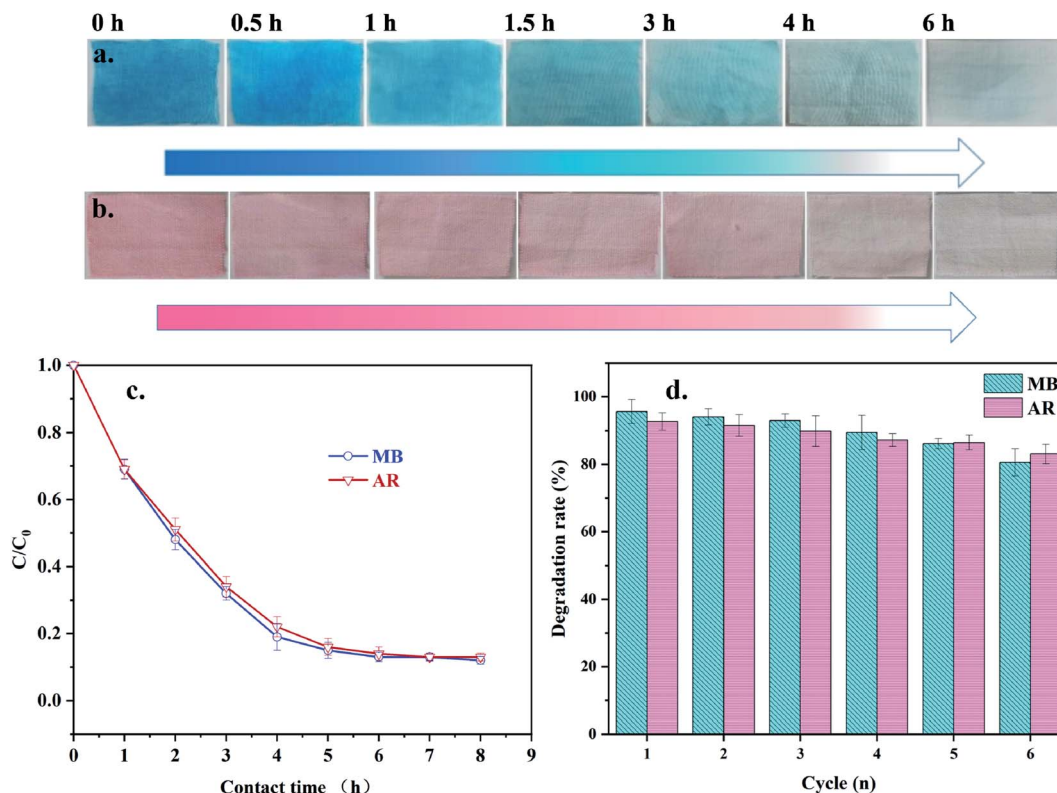 0 h 0.5 h 1 h 1.5 h 3 h 4 h 6 h
a.
b.
c.
1.0
0.8
0.6
0.4
0.2
0.0
C/C0
MB
AR
0 1 2 3 4 5 6 7 8 9
Contact time （h）
d.
MB
AR
100
80
60
40
20
0
Degradation rate (%)
1 2 3 4 5 6
Cycle (n)